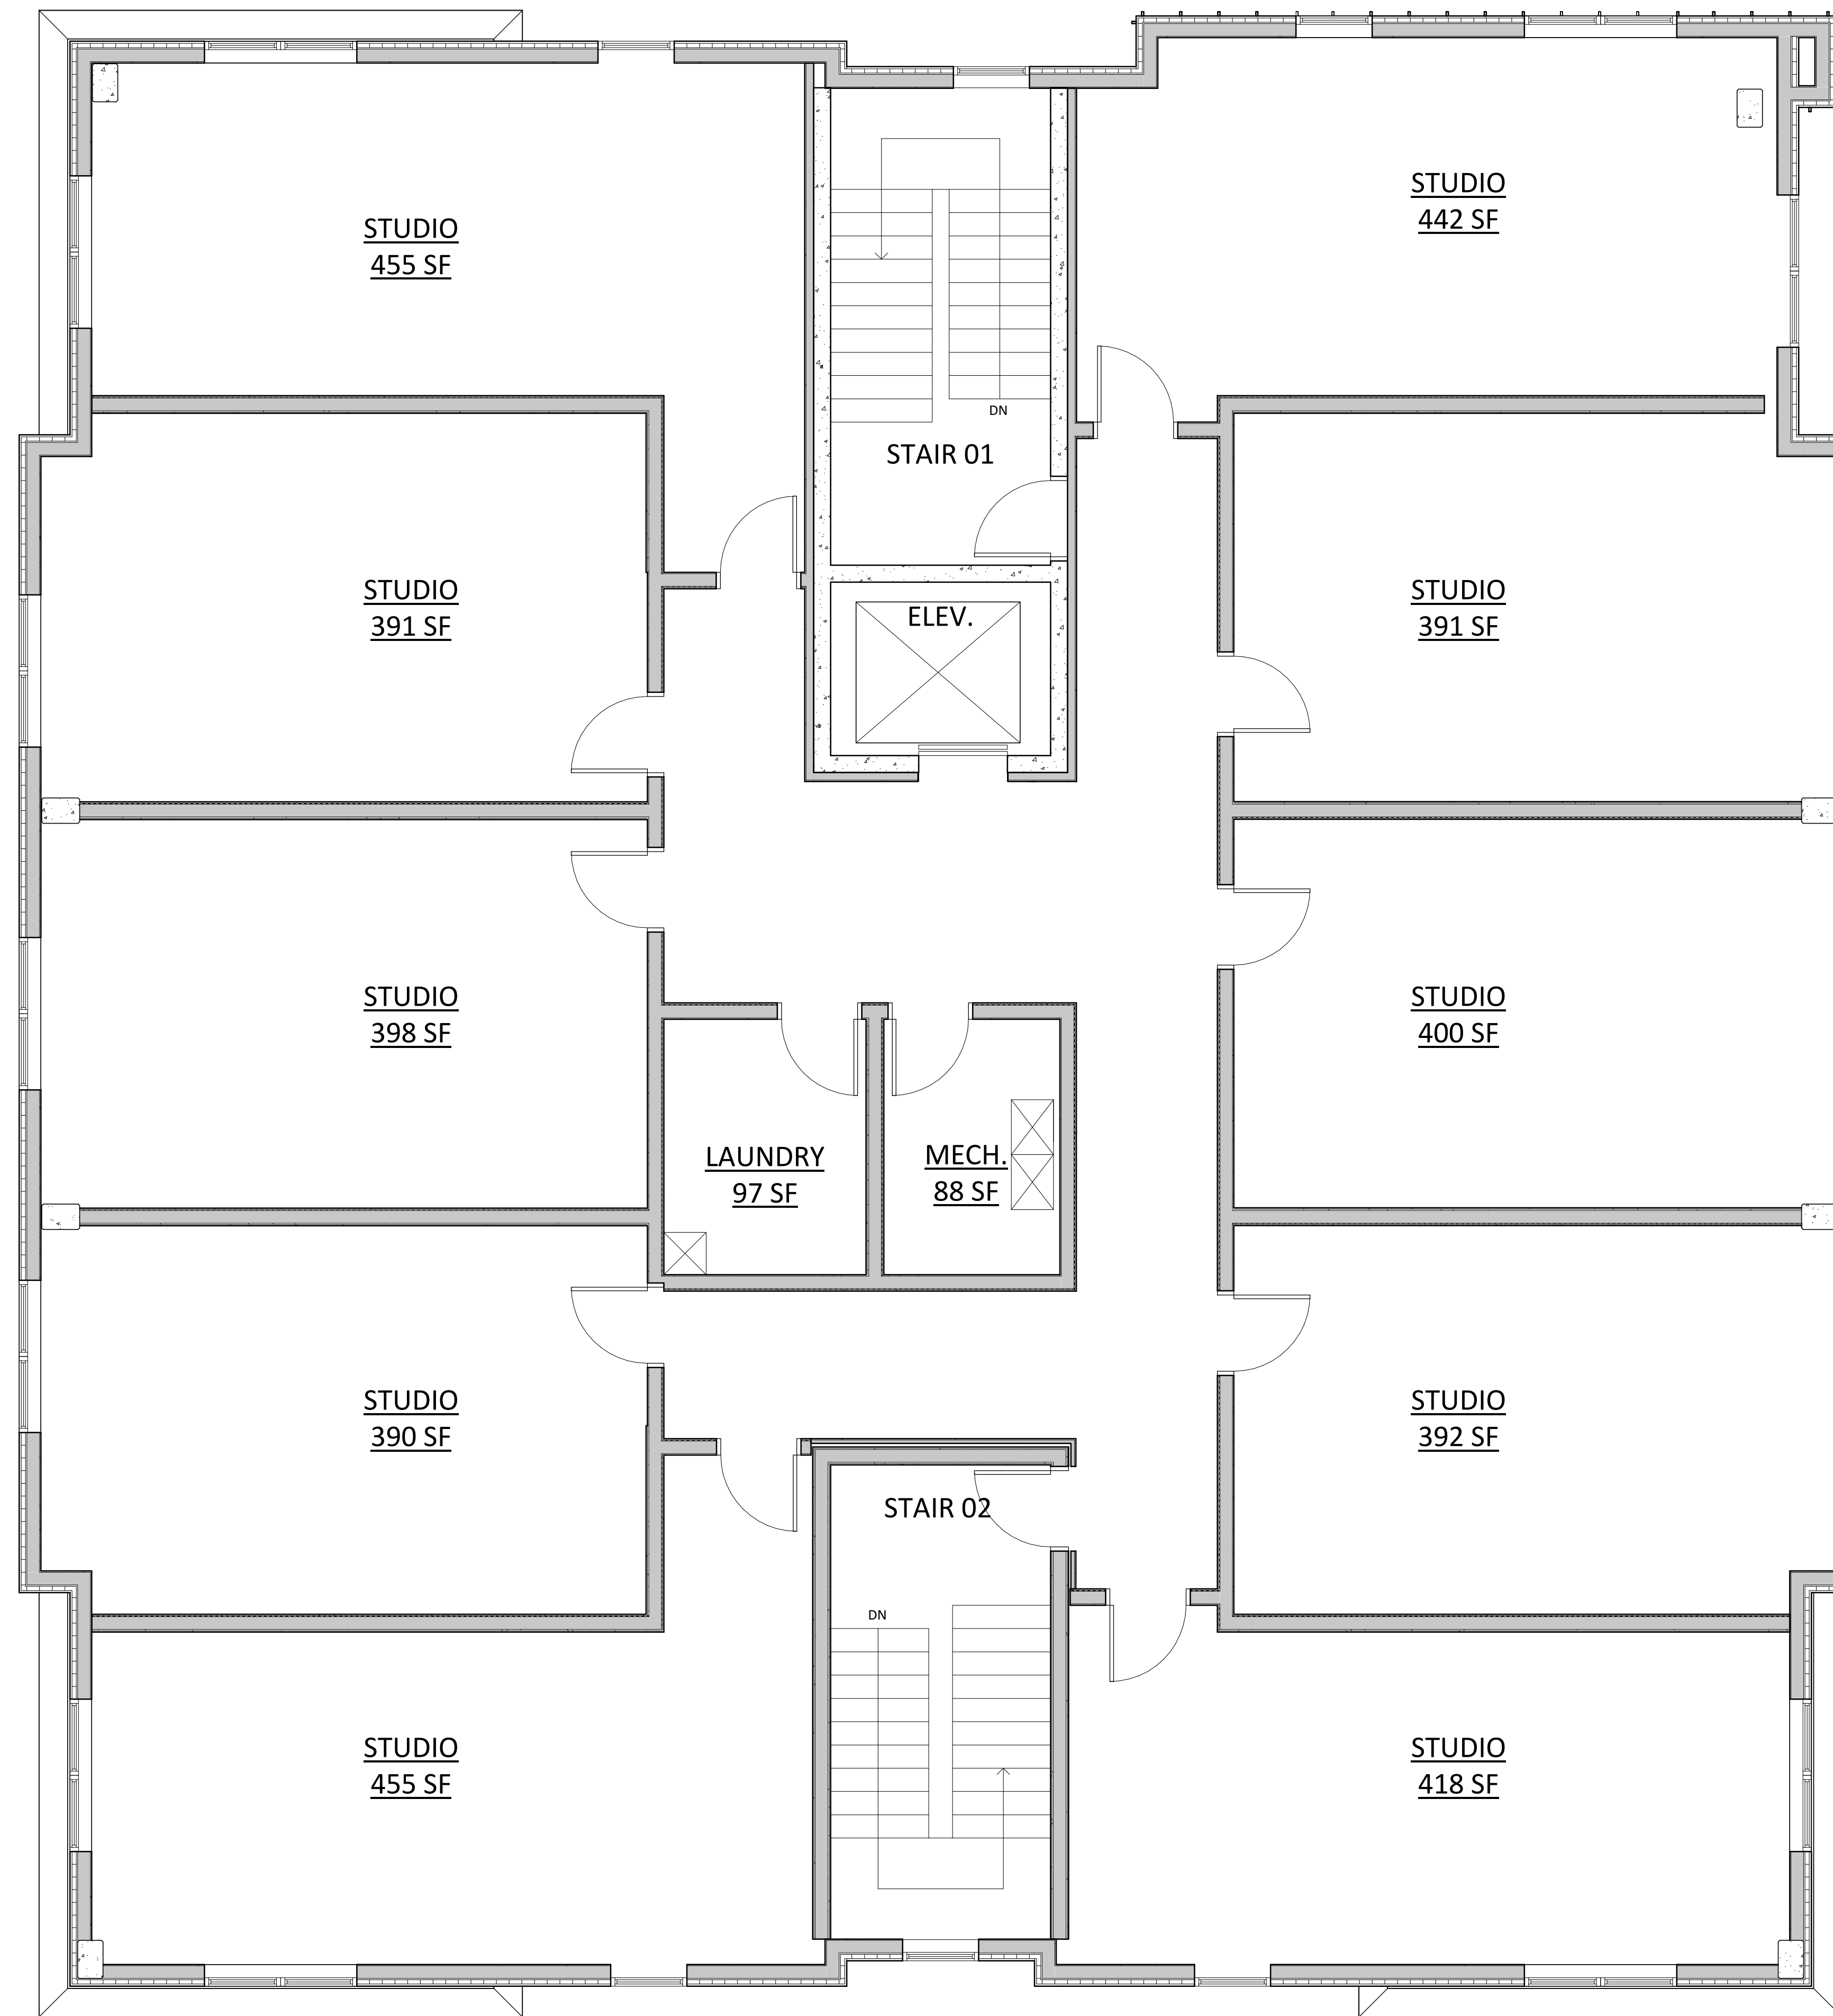 STUDIO
442 SF
STUDIO
455 SF
DN
STAIR 01
STUDIO
391 SF
STUDIO
391 SF
ELEV.
STUDIO
398 SF
STUDIO
400 SF
LAUNDRY
97 SF
MECH.
88 SF
STUDIO
390 SF
STUDIO
392 SF
STAIR 02
DN
STUDIO
455 SF
STUDIO
418 SF